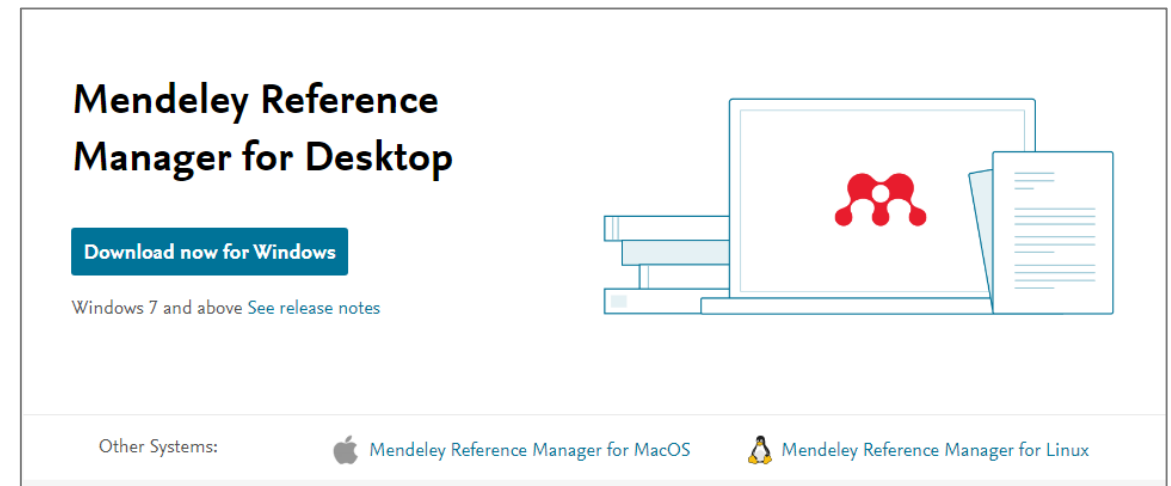 Mendeley Reference
Manager for Desktop
Download now for Windows
Windows 7 and above See release notes
Other Systems:
Mendeley Reference Manager for MacOS
Mendeley Reference Manager for Linux